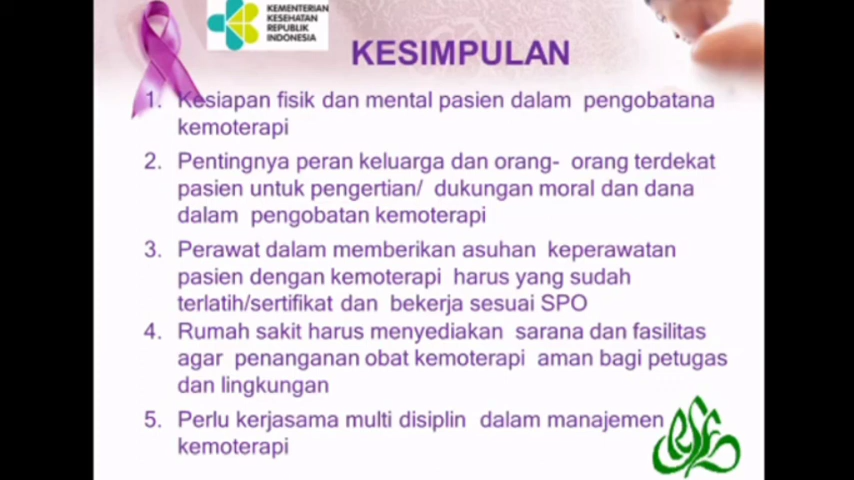 KEMENTERIAN
KESEHATAN
REPUBLIK
INDONESIA
KESIMPULAN
1. Kesiapan fisik dan mental pasien dalam pengobatana
kemoterapi
2. Pentingnya peran keluarga dan orang- orang terdekat
pasien untuk pengertian/ dukungan moral dan dana
dalam pengobatan kemoterapi
3. Perawat dalam memberikan asuhan keperawatan
pasien dengan kemoterapi harus yang sudah
terlatih/sertifikat dan bekerja sesuai SPO
4. Rumah sakit harus menyediakan sarana dan fasilitas
agar penanganan obat kemoterapi aman bagi petugas
dan lingkungan
5. Perlu kerjasama multi disiplin dalam manajemen
kemoterapi